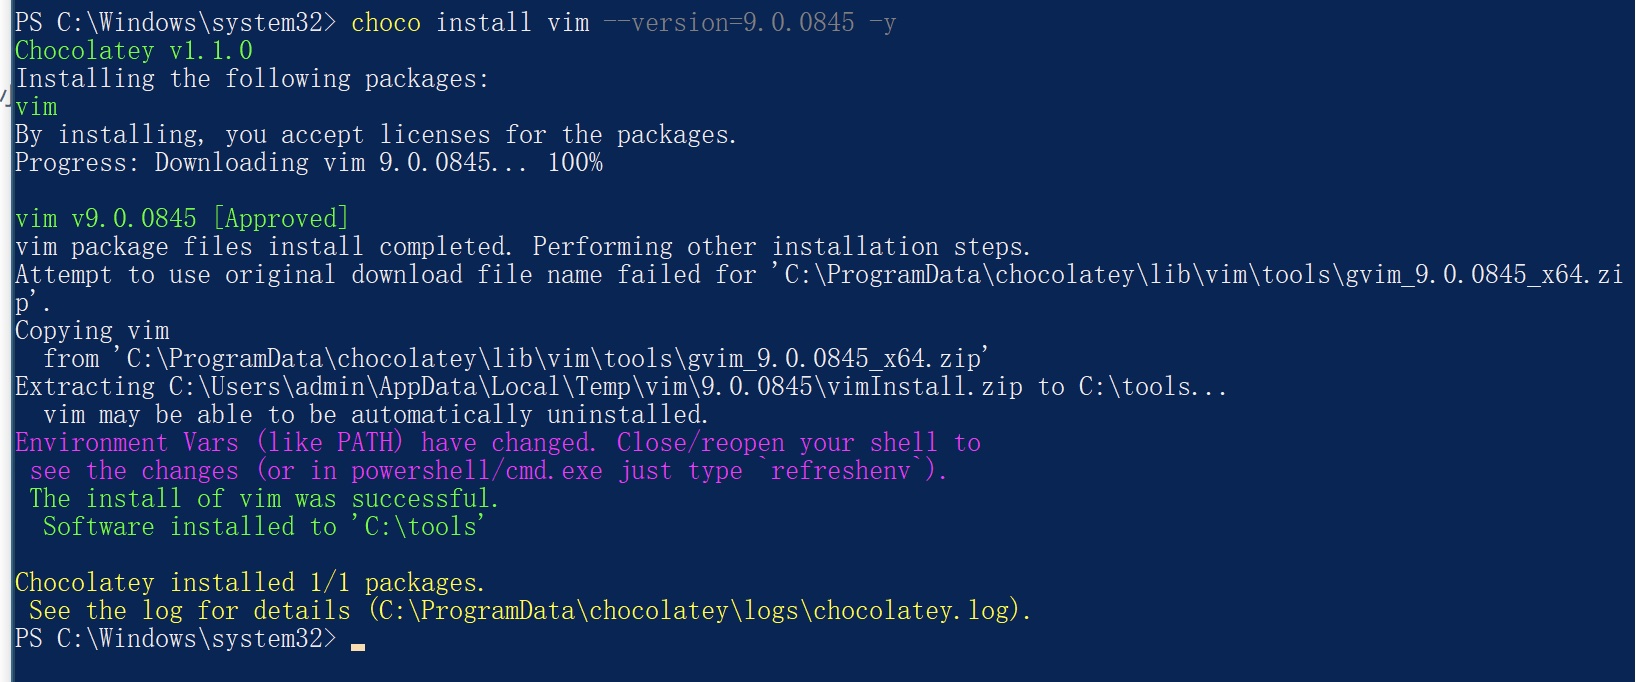 PS C:\Windows\system32> choco install vim --version=9.0.0845 -y
Chocolatey v1.1.0
Installing the following packages:
vim
By installing, you accept licenses for the packages.
Progress: Downloading vim 9.0.0845... 100%
vim v9.0.0845 [Approved]
vim package files install completed. Performing other installation steps.
Attempt to use original download file name failed for 'C:\ProgramData\chocolatey\lib\vim\tools\gvim_9.0.0845_x64.zi
p'.
Copying vim
from 'C:\ProgramData\chocolatey\lib\vim\tools\gvim_9.0.0845_x64.zip'
Extracting C:\Users\admin\AppData\Local\Temp\vim\9.0.0845\vimInstall.zip to C:\tools...
vim may be able to be automatically uninstalled.
Environment Vars (like PATH) have changed. Close/reopen your shell to
see the changes (or in powershell/cmd.exe just type `refreshenv`).
The install of vim was successful.
Software installed to 'C:\tools'
Chocolatey installed 1/1 packages.
See the log for details (C:\ProgramData\chocolatey\logs\chocolatey.log).
PS C:\Windows\system32>